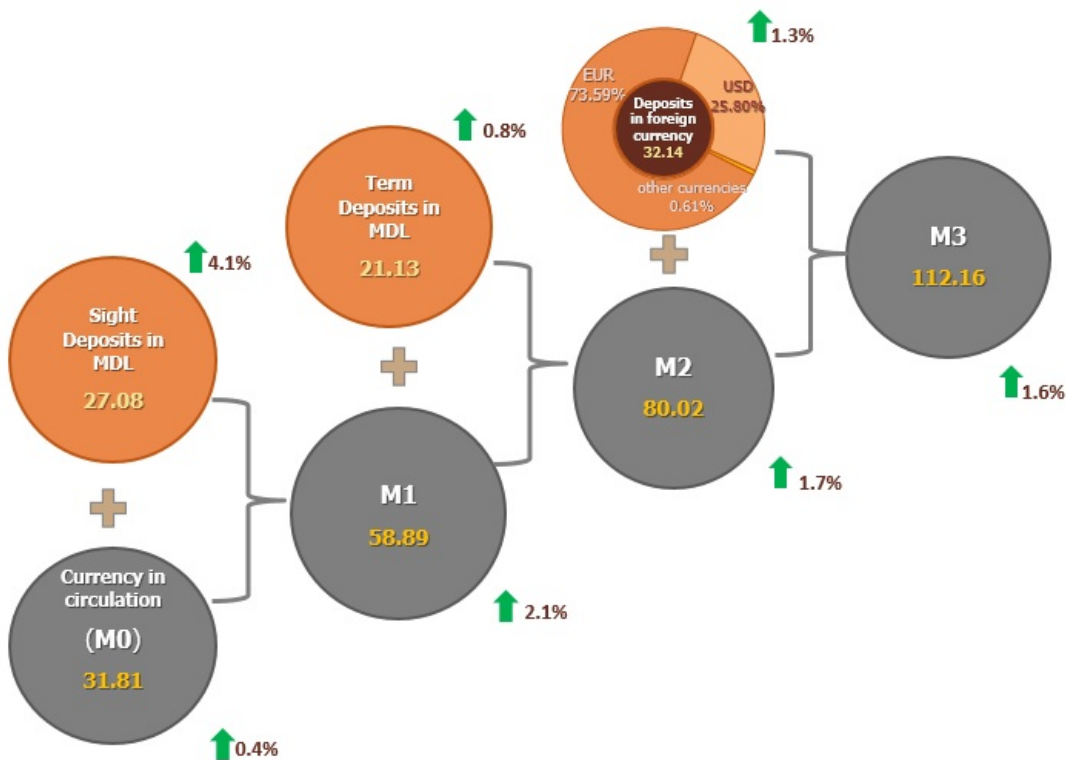 1.3%
EUR
73.59%
USD
25.80%
Deposits
in foreign
currency
32.14
other currencies
0.61%
0.8%
Term
Deposits in
MDL
21.13
4.1%
Sight
Deposits in
MDL
27.08
M3
112.16
1.6%
M2
80.02
1.7%
M1
58.89
2.1%
Currency in
circulation
(M0)
31.81
0.4%